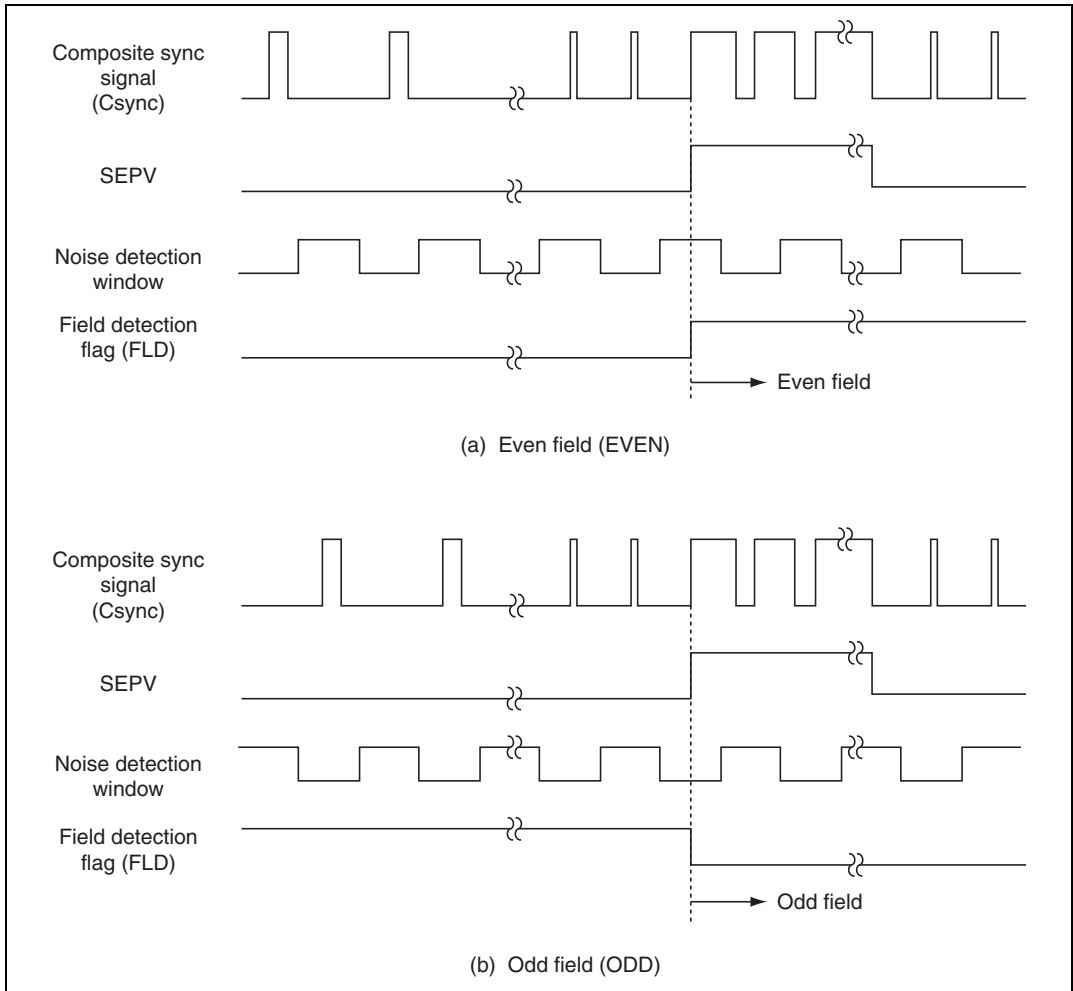 Composite sync
signal
(Csync)
SEPV
Noise detection
window
Field detection
flag (FLD)
Even field
(a) Even field (EVEN)
Composite sync
signal
(Csync)
SEPV
Noise detection
window
Field detection
flag (FLD)
Odd field
(b) Odd field (ODD)